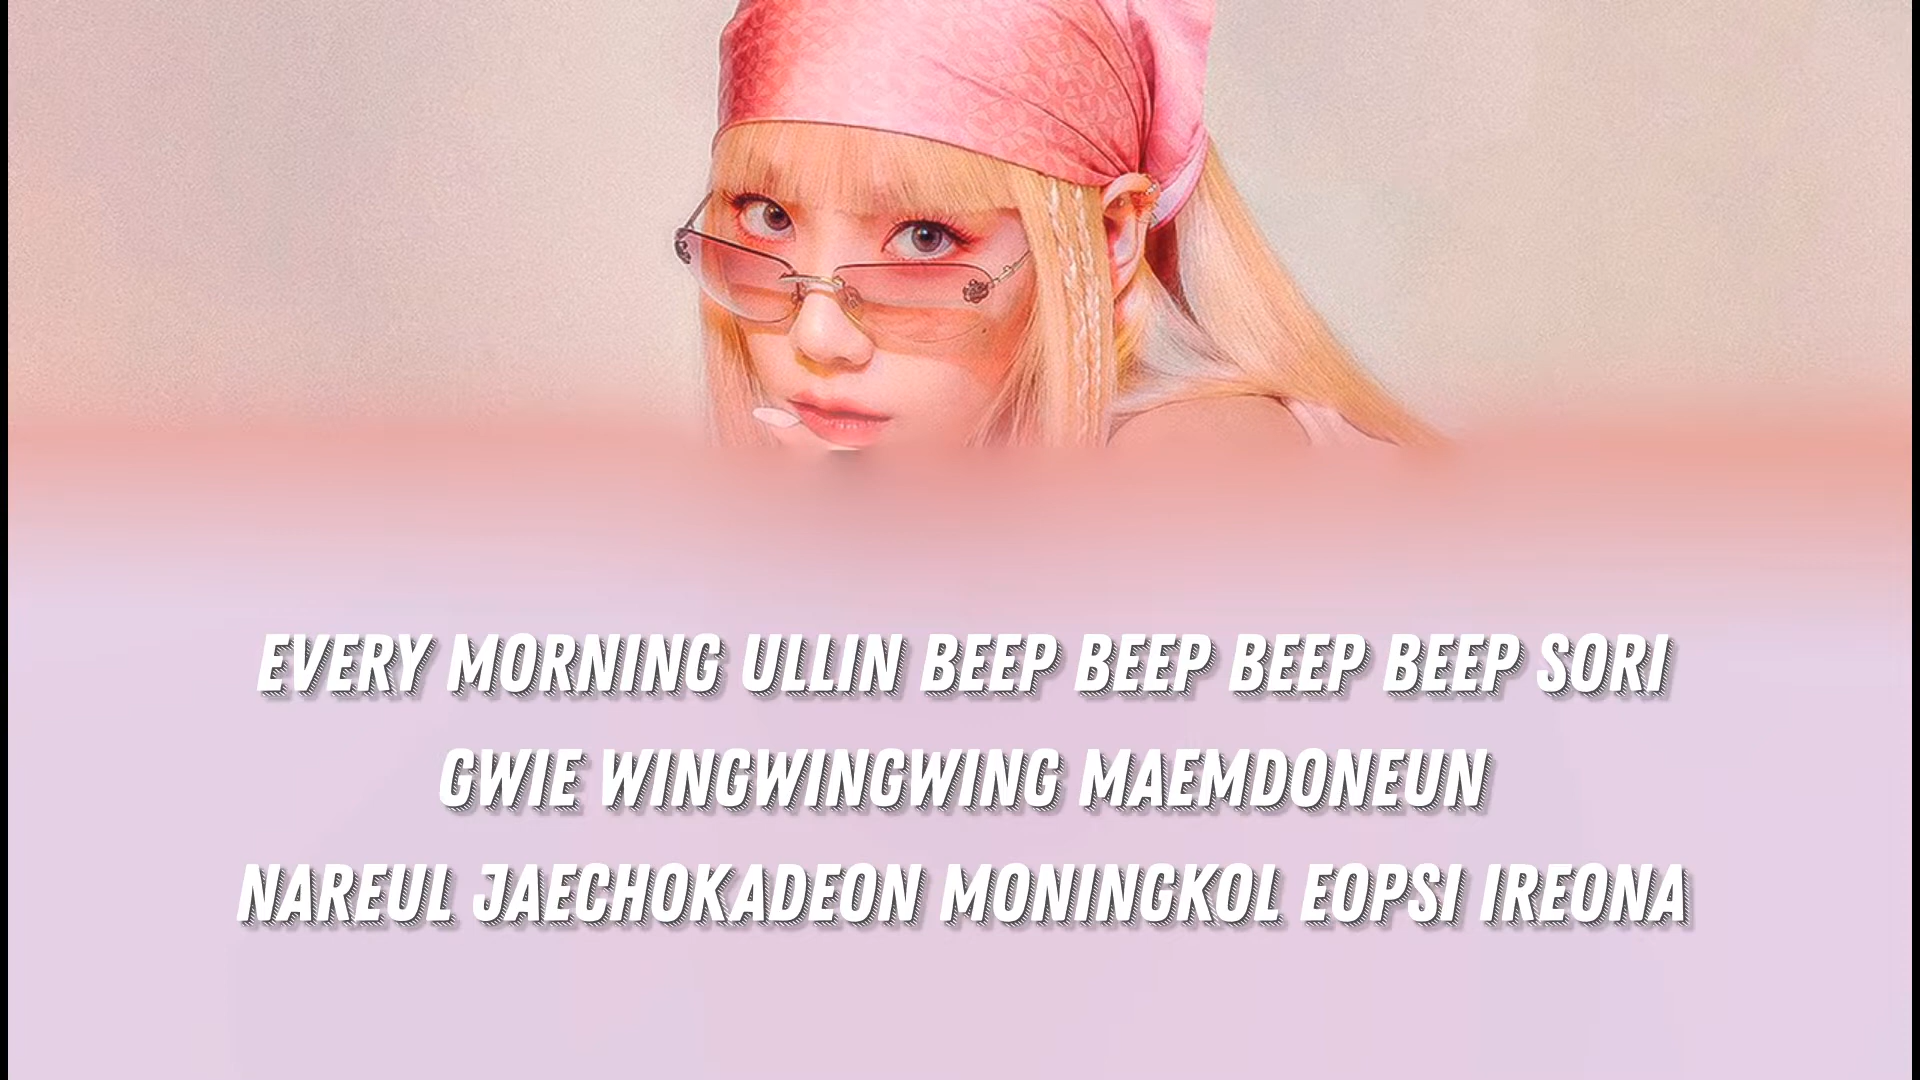 EVERY MORNING ULLIN BEEP BEEP BEEP BEEP SORI
GWIE WINGWINGWING MAEMDONEUN
NAREUL JAECHOKADEON MONINGKOL EOPSI IREONA